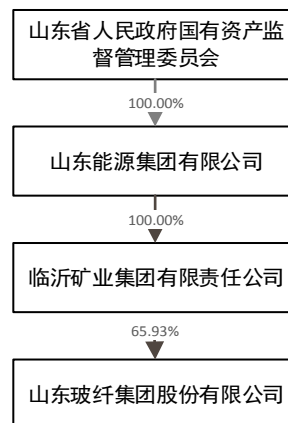 山东省人民政府国有资产监
督管理委员会
100.00%
山东能源集团有限公司
100.00%
临沂矿业集团有限责任公司
65.93%
山东玻纤集团股份有限公司